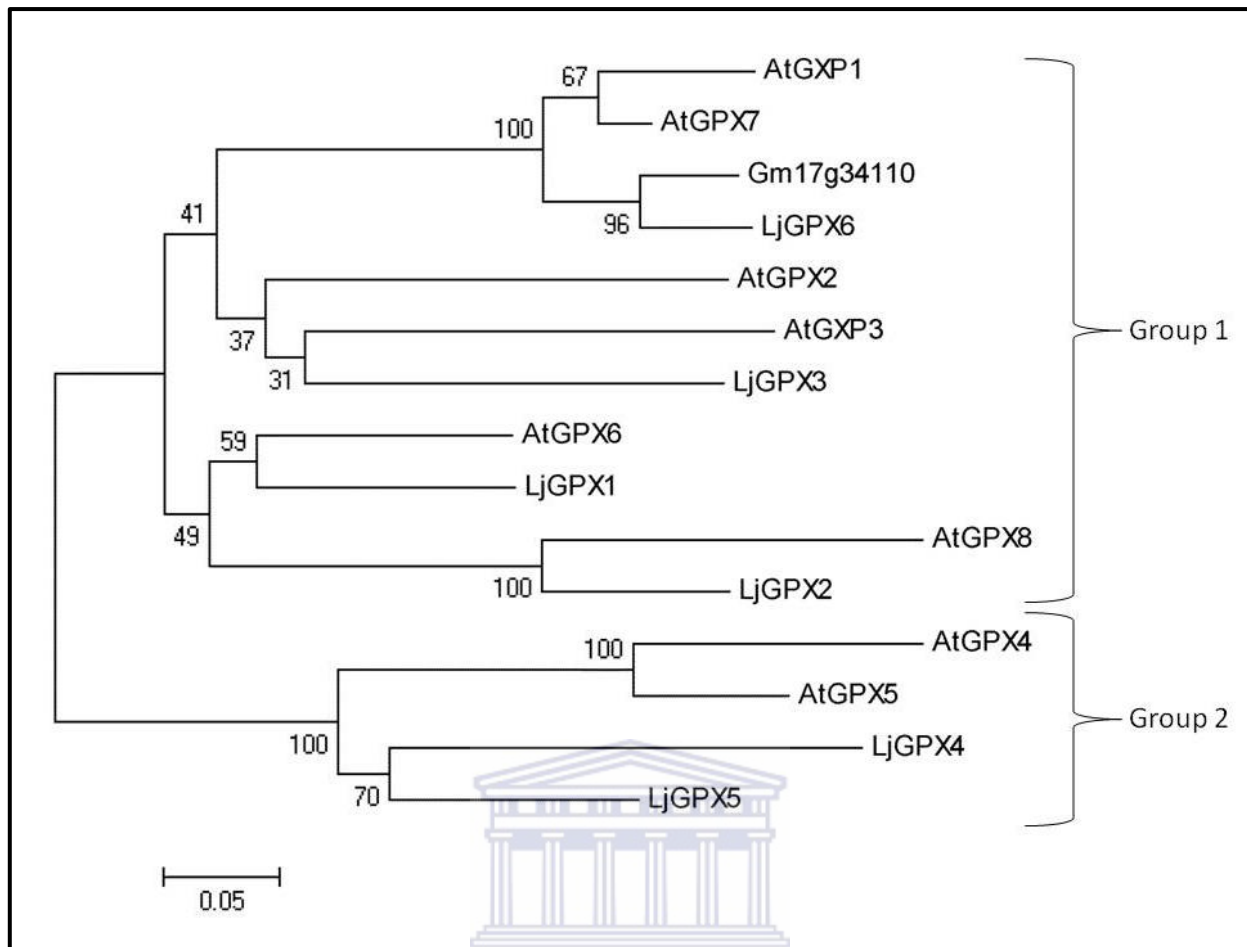 67
AtGXP1
AtGPX7
100
Gm17g34110
96
LjGPX6
41
AtGPX2
37
AtGXP3
31
LjGPX3
Group 1
59
AtGPX6
LjGPX1
49
AtGPX8
100
LjGPX2
100
AtGPX4
AtGPX5
Group 2
100
LjGPX4
70
LjGPX5
0.05